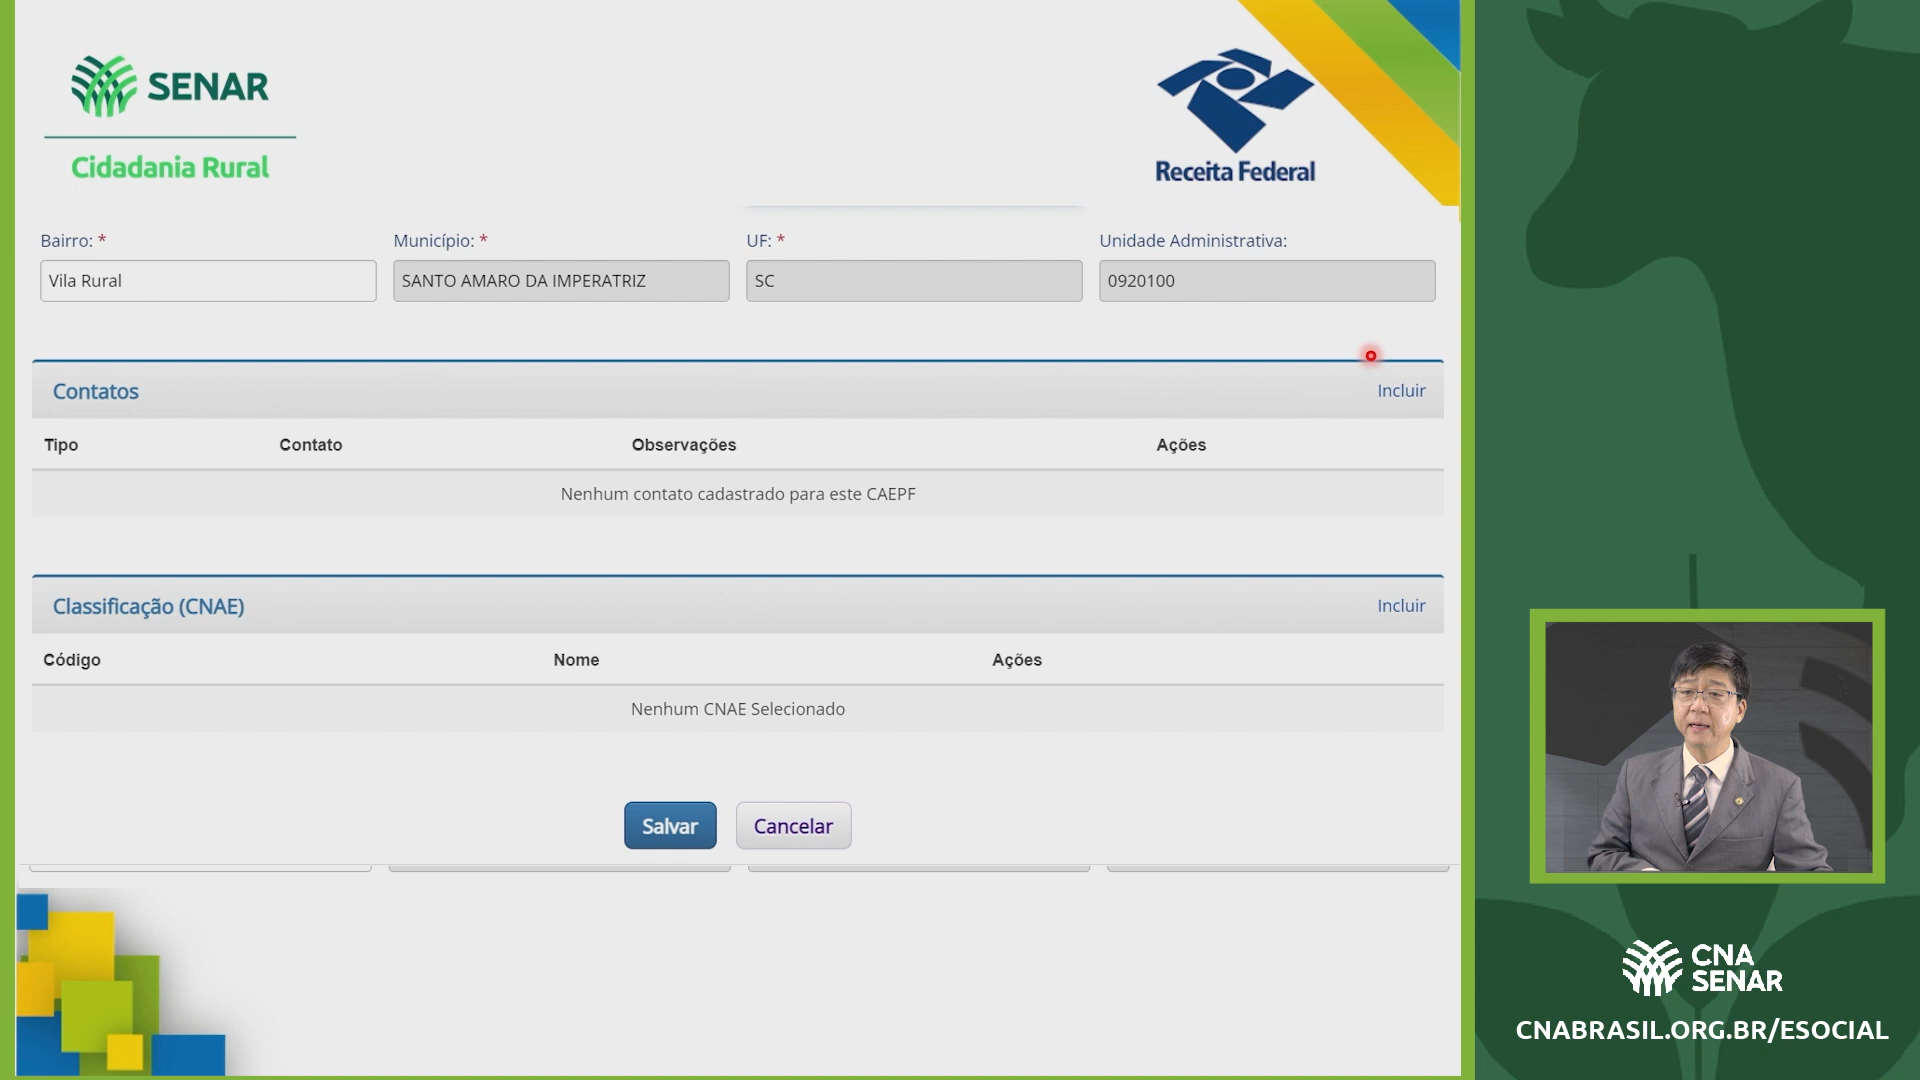 SENAR
Cidadania Rural
Receita Federal
Bairro: * Município: * UF: * Unidade Administrativa:
Vila Rural SANTO AMARO DA IMPERATRIZ SC 0920100
Contatos Incluir
Tipo Contato Observações Ações
Nenhum contato cadastrado para este CAEPF
Classificação (CNAE) Incluir
Código Nome Ações
Nenhum CNAE Selecionado
Salvar Cancelar
CNA
SENAR
CNABRASIL.ORG.BR/ESOCIAL